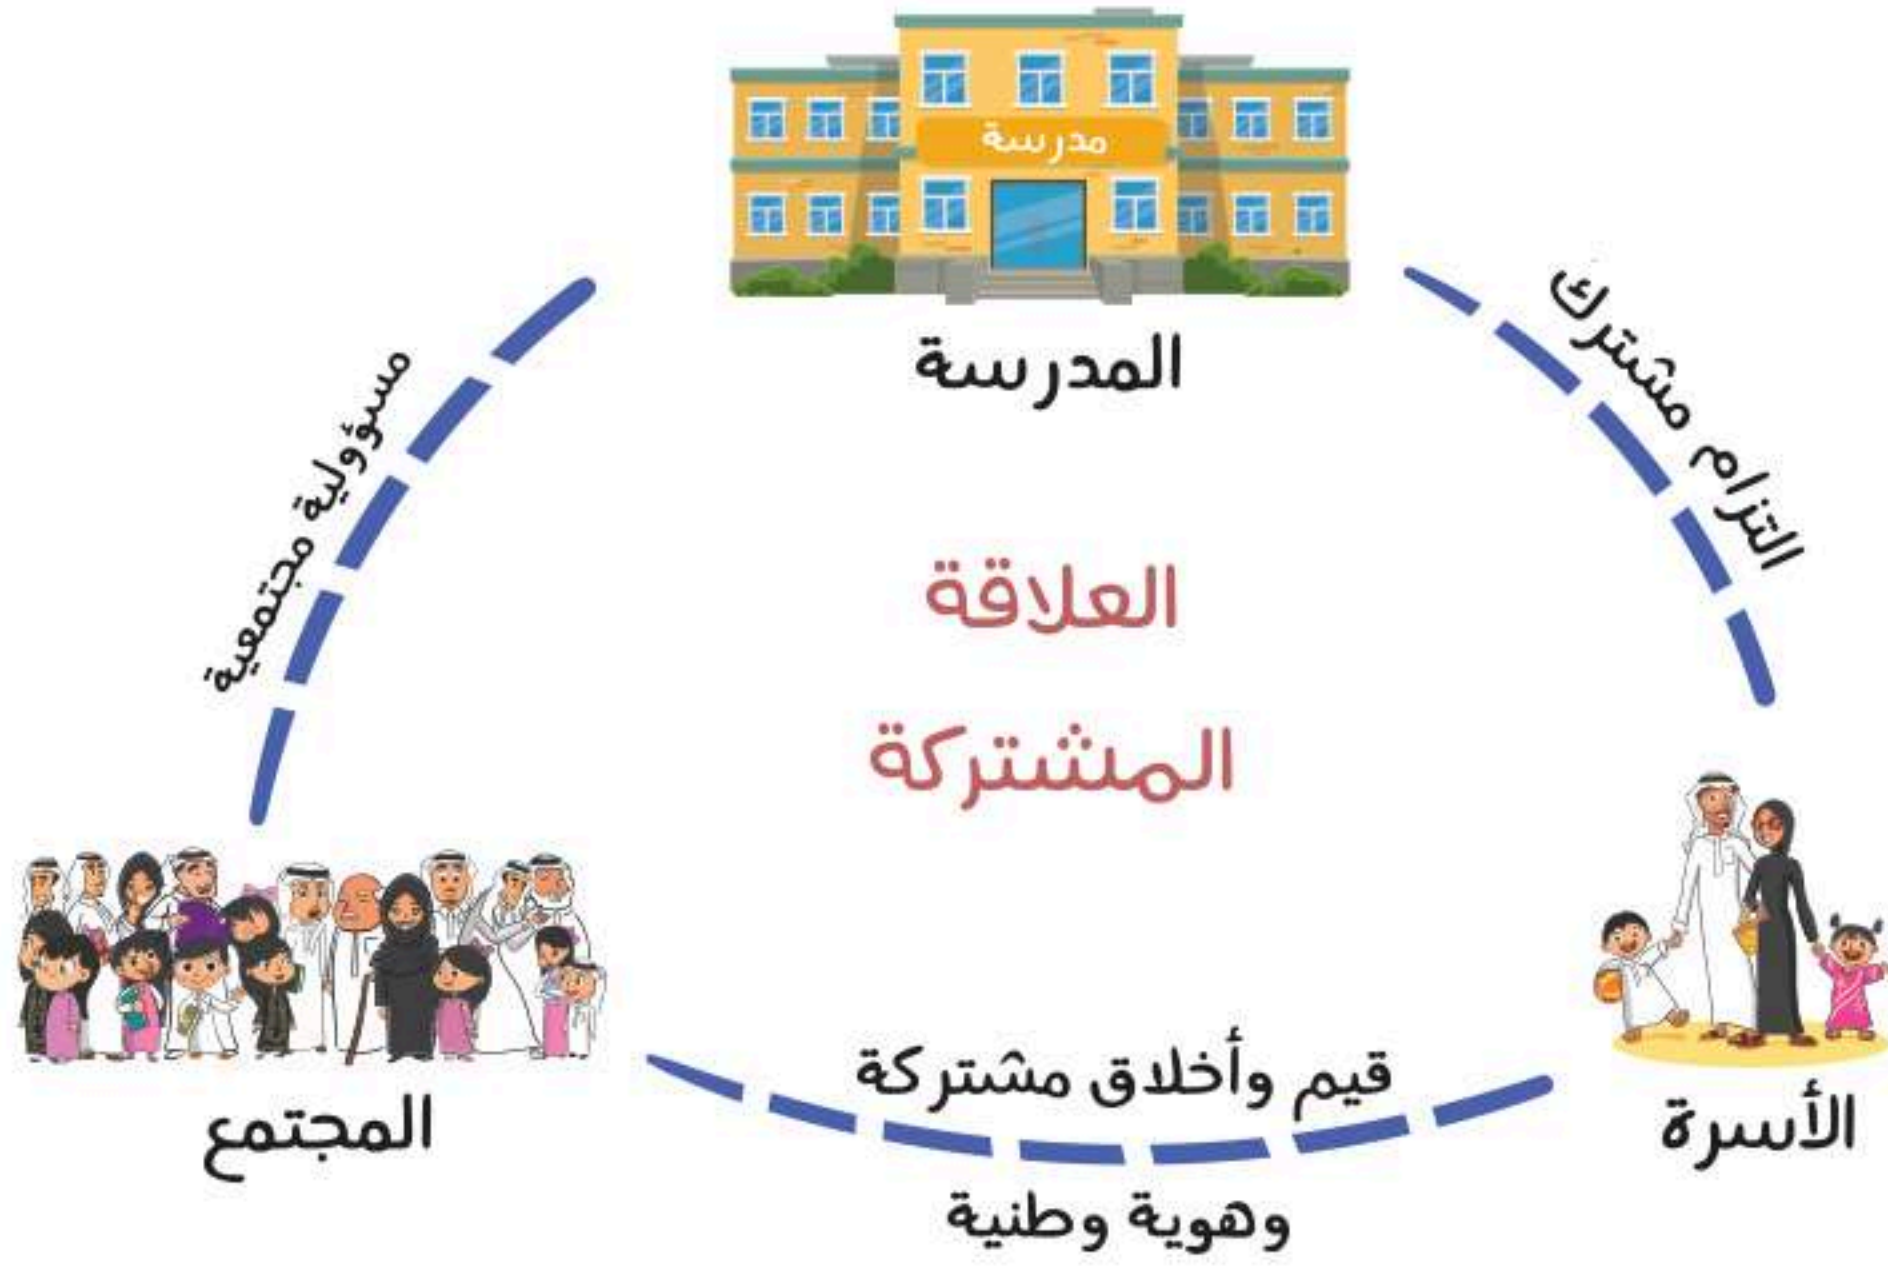 مدرسة
المدرسة
التزام مشترك
مسؤولية مجتمعية
العلاقة
المشتركة
قيم وأخلاق مشتركة
الأسرة
المجتمع
وهوية وطنية